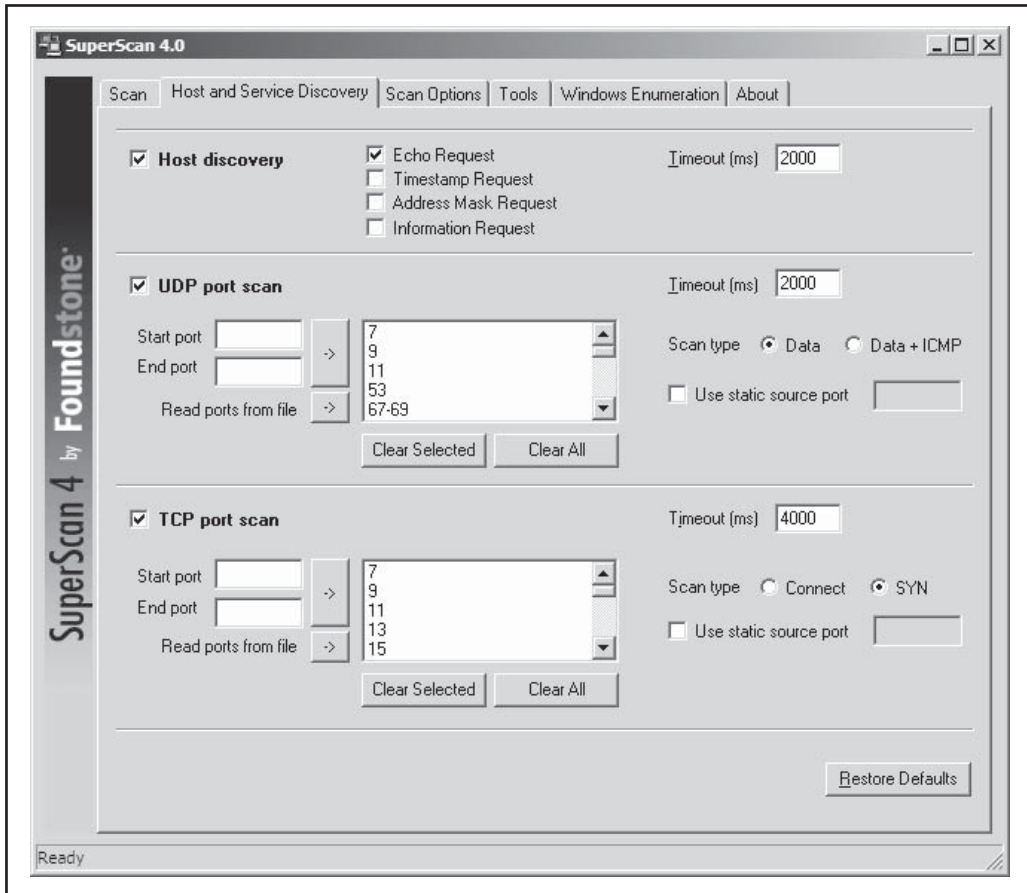 SuperScan 4.0
Scan Host and Service Discovery Scan Options Tools Windows Enumeration About
SuperScan 4 by Foundstone
Host discovery
Echo Request
Timestamp Request
Address Mask Request
Information Request
Timeout (ms) 2000
UDP port scan
Timeout (ms) 2000
Start port
End port
->
Read ports from file ->
7
9
11
53
67-69
Scan type Data Data + ICMP
Use static source port
Clear Selected Clear All
TCP port scan
Timeout (ms) 4000
Start port
End port
->
Read ports from file ->
7
9
11
13
15
Scan type Connect SYN
Use static source port
Clear Selected Clear All
Restore Defaults
Ready